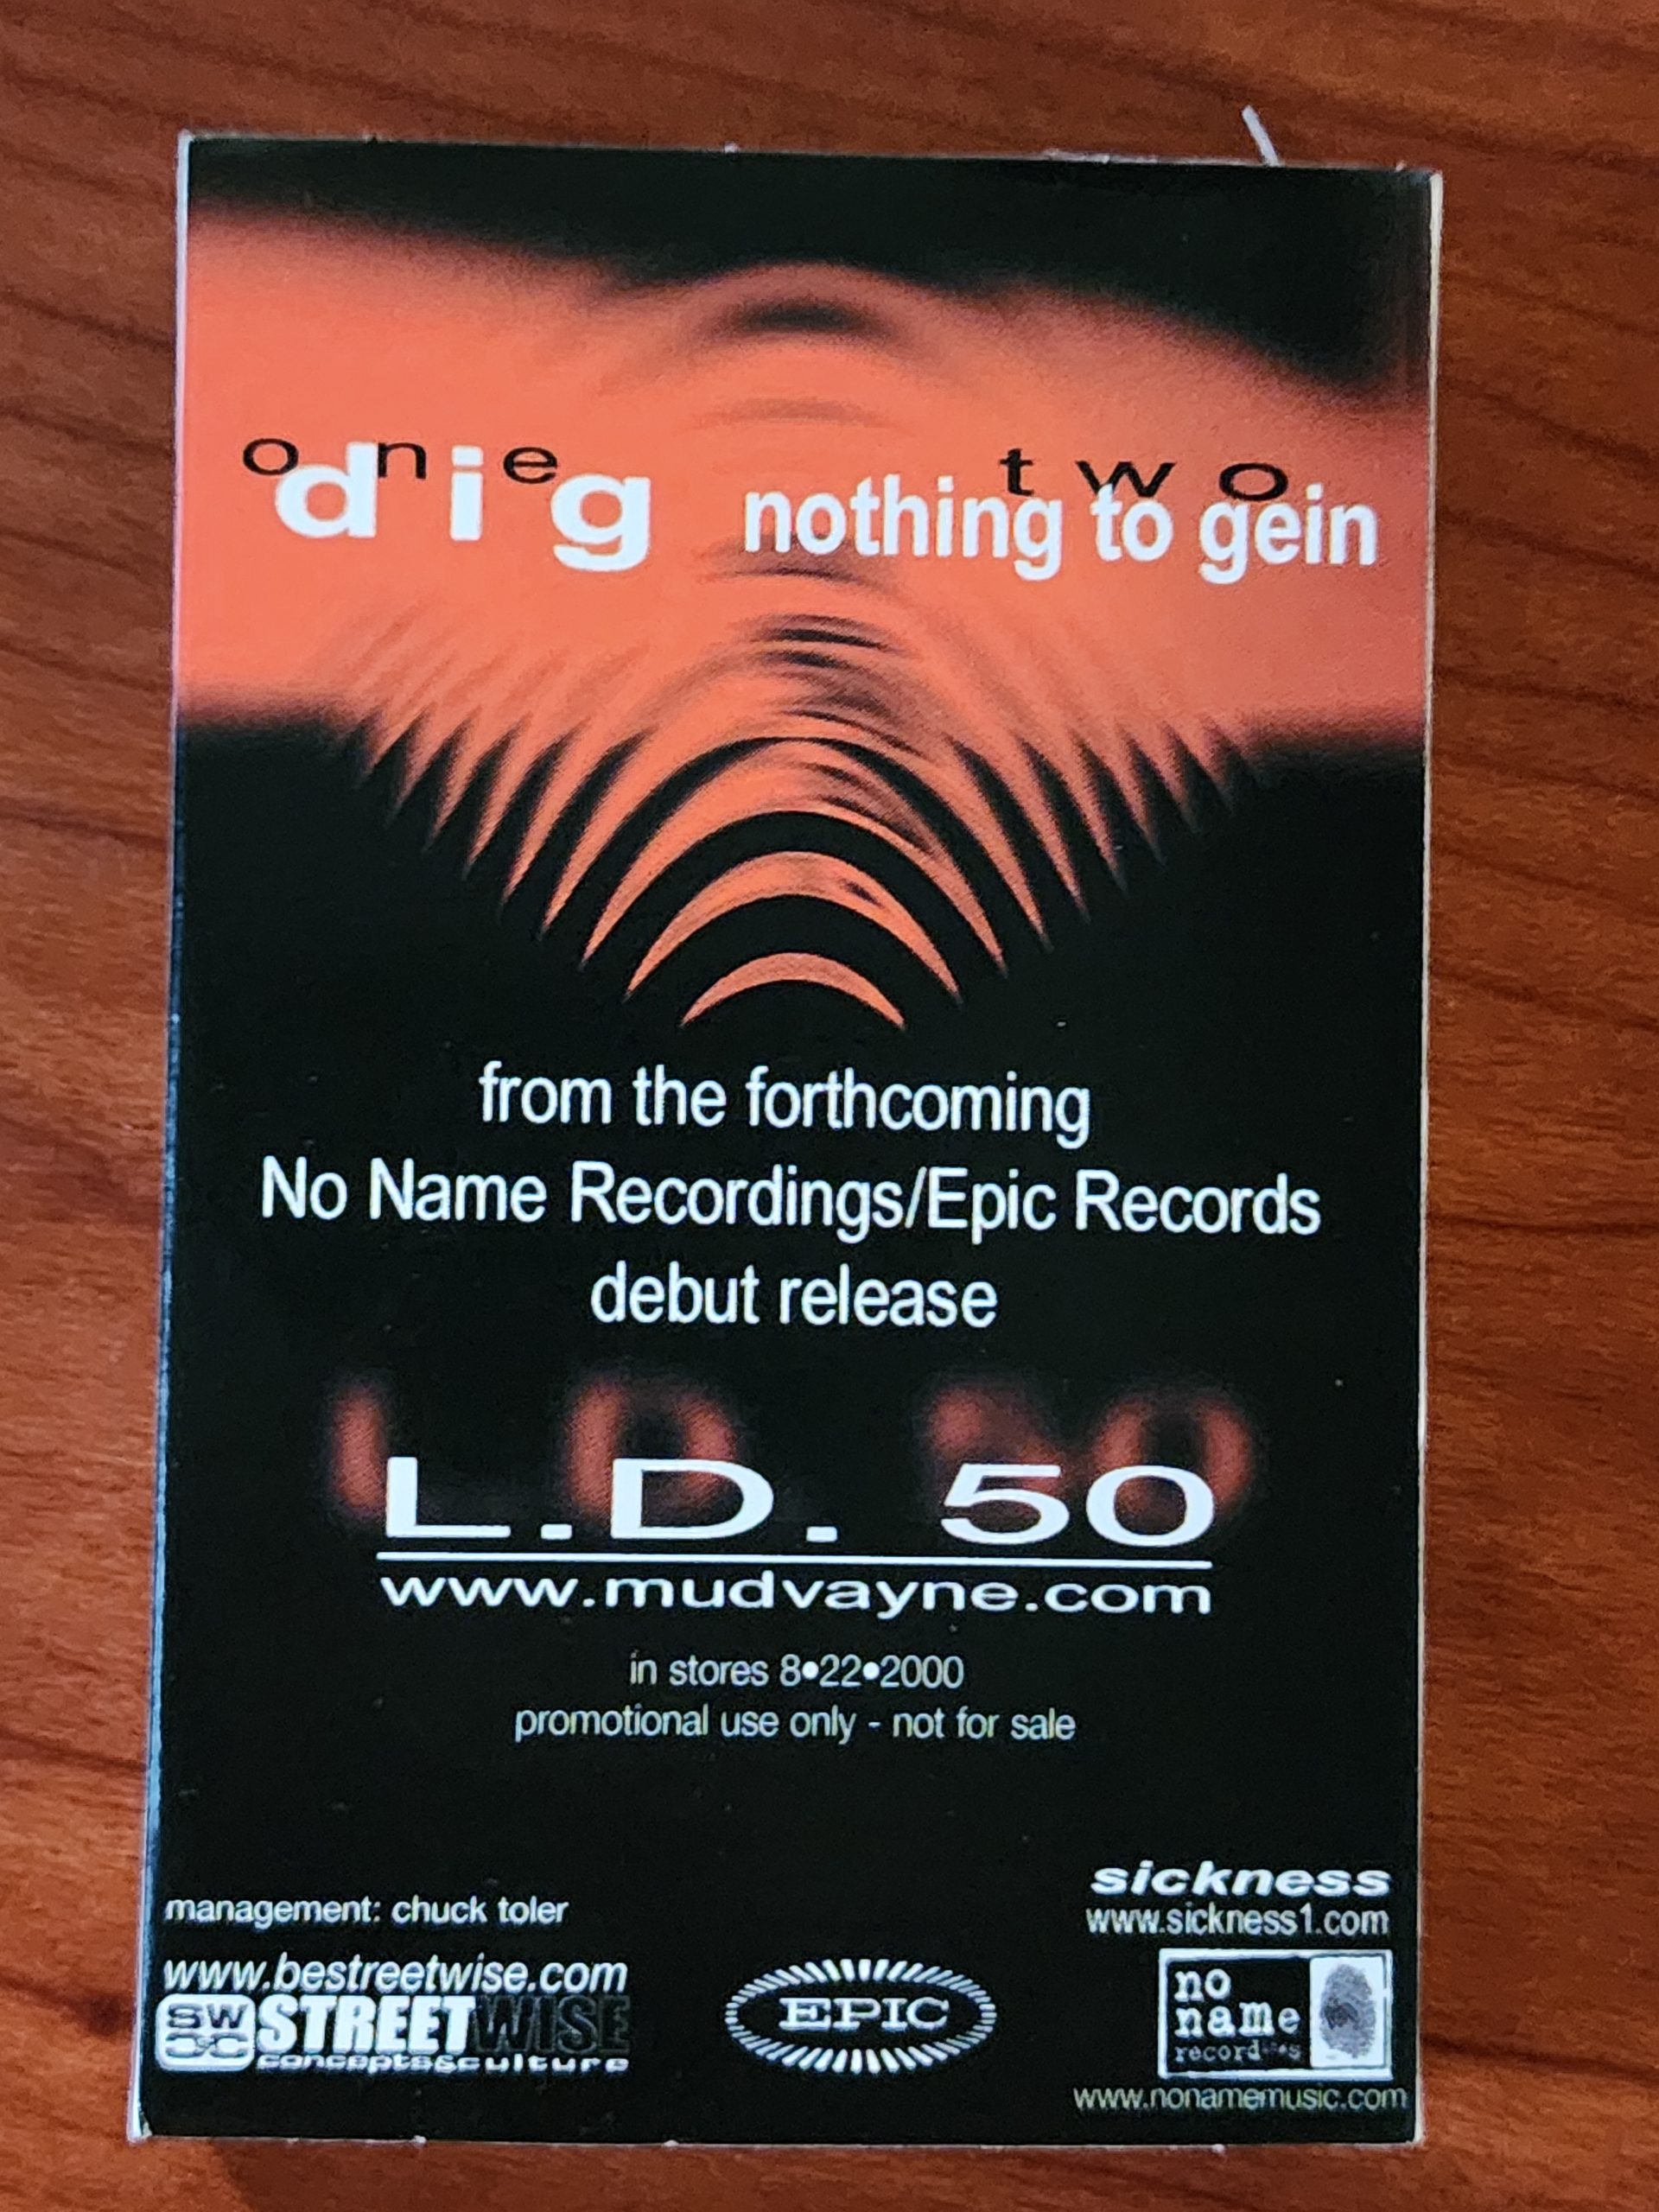 one two
dig nothing to gein
from the forthcoming
No Name Recordings/Epic Records
debut release
L.D. 50
www.mudvayne.com
in stores 8•22•2000
promotional use only - not for sale
management: chuck toler
www.bestreetwise.com
SW C&C STREETWISE
concepts&culture
EPIC
sickness
www.sickness1.com
no
name
recordings
www.nonamemusic.com